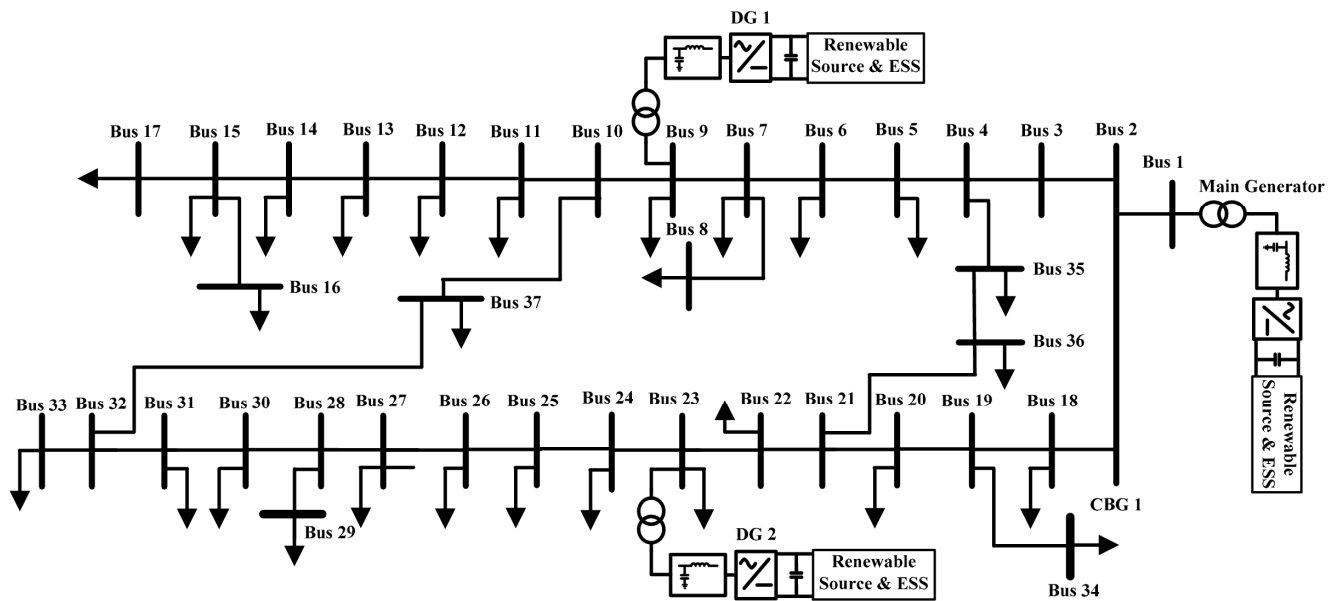 DG 1
Renewable
Source & ESS
Bus 17
Bus 15
Bus 14
Bus 13
Bus 12
Bus 11
Bus 10
Bus 9
Bus 7
Bus 6
Bus 5
Bus 4
Bus 3
Bus 2
Bus 1
Main Generator
Bus 8
Bus 35
Bus 16
Bus 37
Bus 36
Renewable
Source & ESS
Bus 33
Bus 32
Bus 31
Bus 30
Bus 28
Bus 27
Bus 26
Bus 25
Bus 24
Bus 23
Bus 22
Bus 21
Bus 20
Bus 19
Bus 18
CBG 1
Bus 29
DG 2
Renewable
Source & ESS
Bus 34